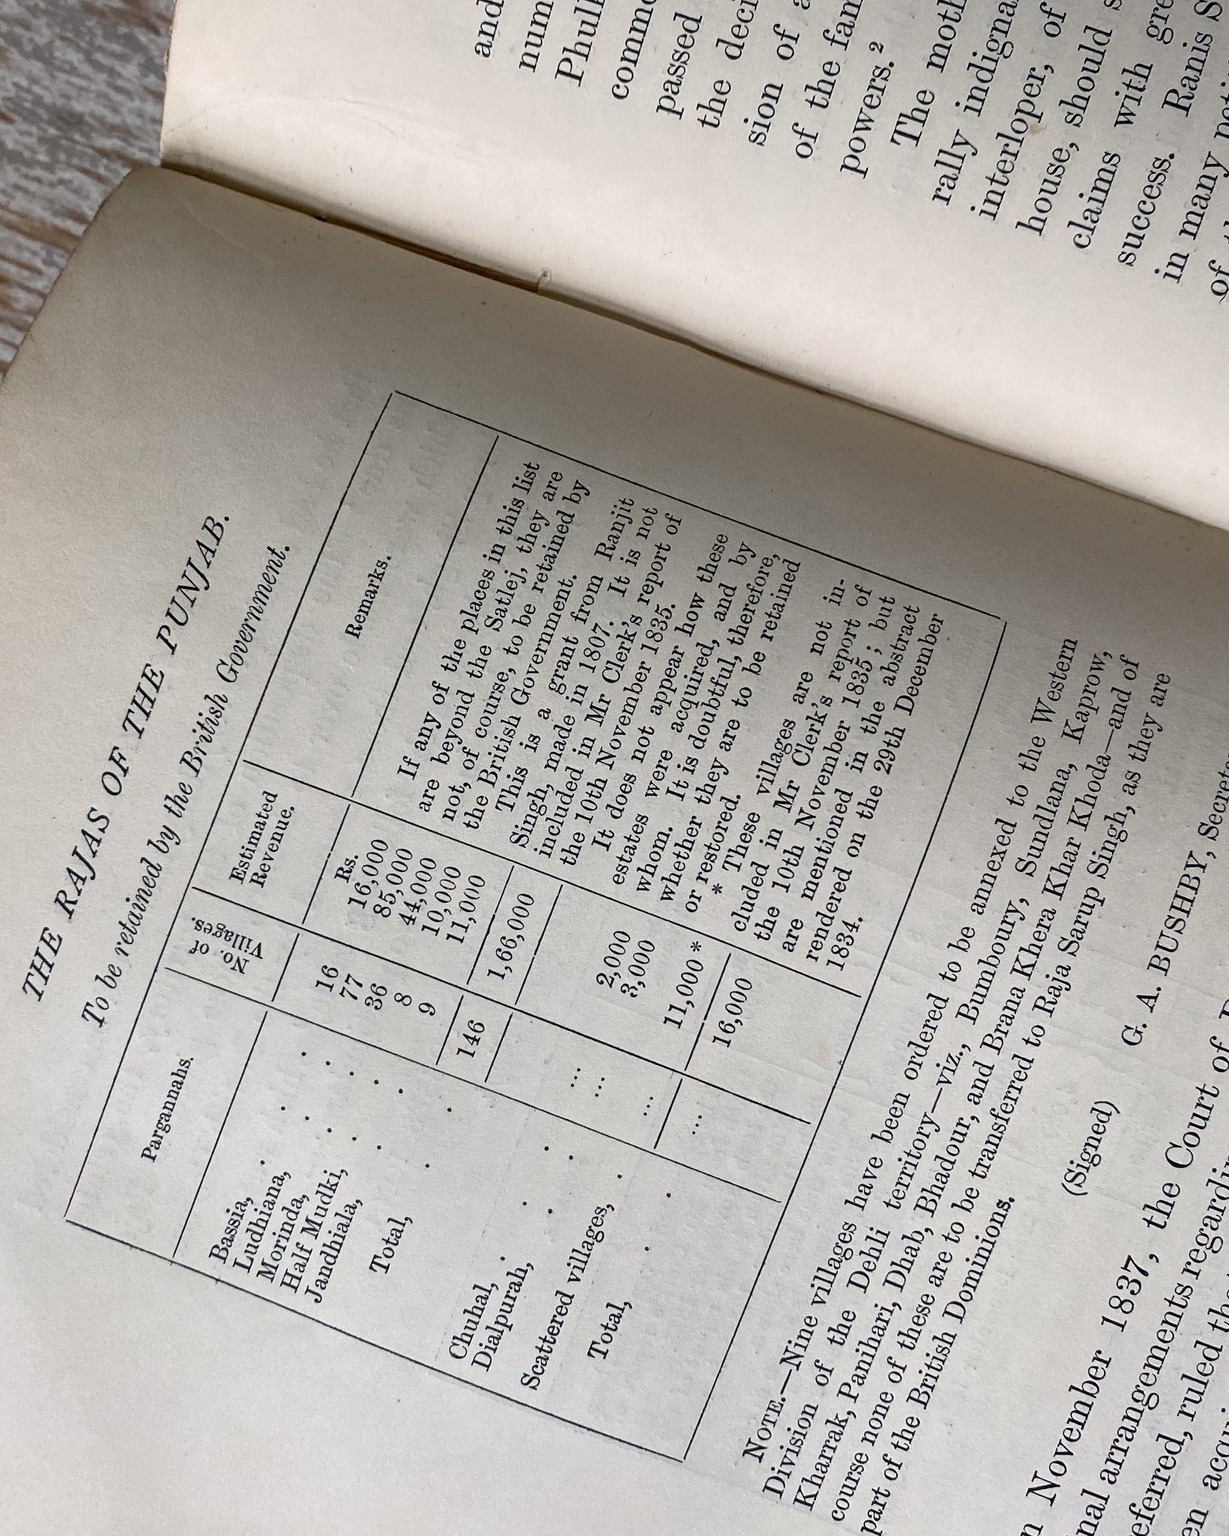 THE RAJAS OF THE PUNJAB.
To be retained by the British Government.
Pargannahs. No. of Villages. Estimated Revenue. Remarks.
Rs.
Bassia, . . 16 16,000
Ludhiana, . . 77 85,000
Morinda, . . 36 44,000
Half Mudki, . . 8 10,000
Jandhiala, . . 9 11,000
Total, . . 146 1,66,000
Chuhal, . . . ... 2,000
Dialpurah, . . ... 3,000
Scattered villages, . ... 11,000 *
Total, . . ... 16,000
If any of the places in this list
are beyond the Satlej, they are
not, of course, to be retained by
the British Government.
This is a grant from Ranjit
Singh, made in 1807. It is not
included in Mr Clerk's report of
the 10th November 1835.
It does not appear how these
estates were acquired, and by
whom. It is doubtful, therefore,
whether they are to be retained
or restored.
* These villages are not in-
cluded in Mr Clerk's report of
the 10th November 1835; but
are mentioned in the abstract
rendered on the 29th December
1834.
NOTE.—Nine villages have been ordered to be annexed to the Western
Division of the Dehli territory—viz., Bumboury, Sundlana, Kaprow,
Kharrak, Panihari, Dhab, Bhadour, and Brana Khera Khar Khoda—and of
course none of these are to be transferred to Raja Sarup Singh, as they are
part of the British Dominions.
(Signed) G. A. BUSHBY,
November 1837, the Court of
arrangements regarding
ruled
and
Phulk
passed
the deci
sion of a
of the fam
powers. 2
The moth
rally indigna
interloper, of
house, should s
claims with gre
success. Ranis S
in many
of